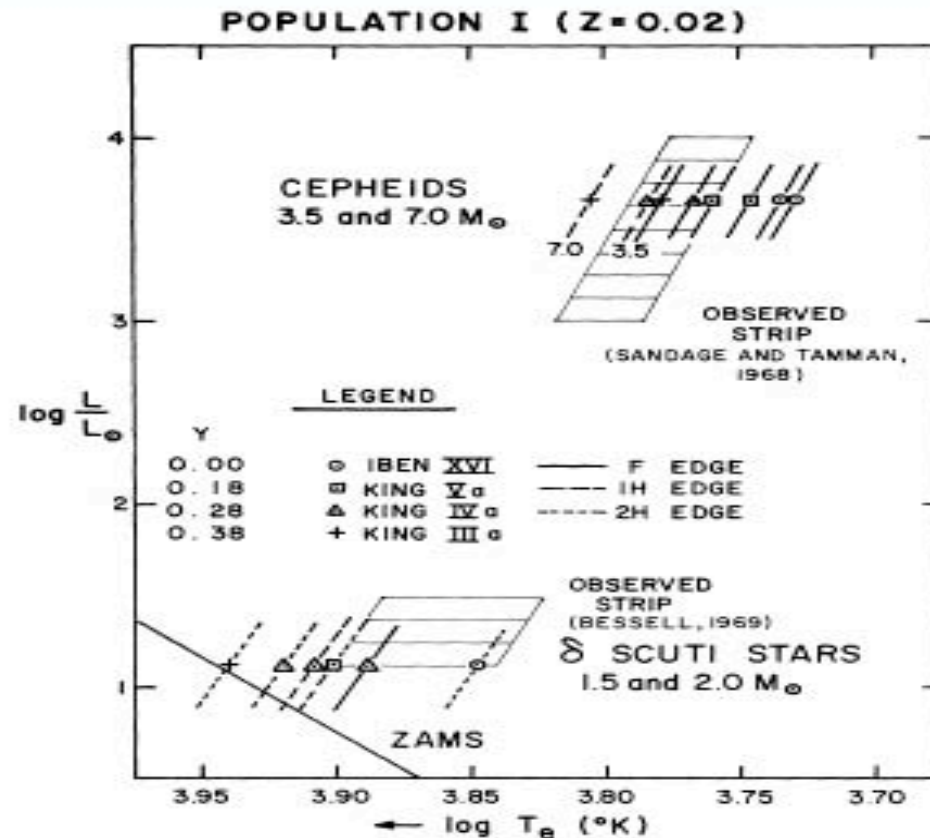 POPULATION I (Z=0.02)
4
CEPHEIDS
3.5 and 7.0 M⊙
7.0 3.5
3
OBSERVED
STRIP
(SANDAGE AND TAMMAN,
1968)
LEGEND
log L/L⊙
Y
0.00 ⊙ IBEN XVI F EDGE
0.18 ⊡ KING Va 1H EDGE
0.28 △ KING IVa 2H EDGE
0.38 + KING IIIa
2
OBSERVED
STRIP
(BESSELL, 1969)
δ SCUTI STARS
1.5 and 2.0 M⊙
1
ZAMS
3.95 3.90 3.85 3.80 3.75 3.70
← log Te (°K)